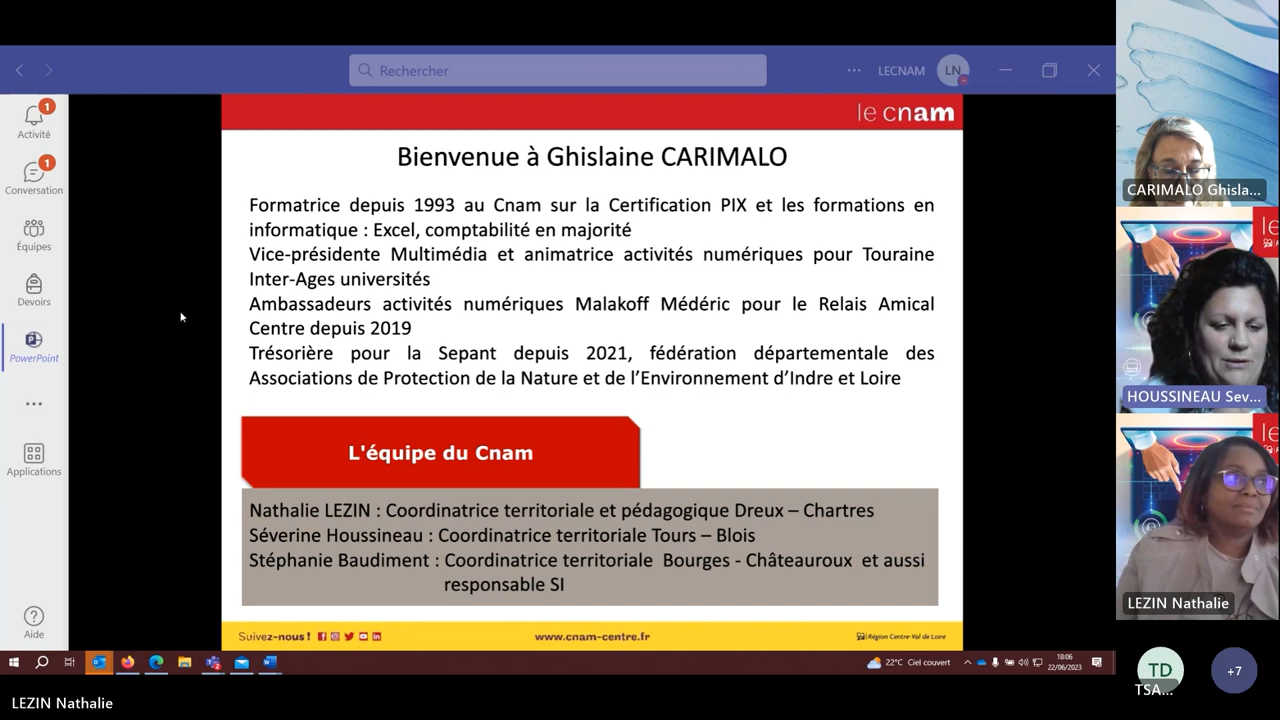 Rechercher
LECNAM
LN
1
Activité
1
Conversation
Équipes
Devoirs
PowerPoint
Applications
Aide
le cnam
Bienvenue à Ghislaine CARIMALO
Formatrice depuis 1993 au Cnam sur la Certification PIX et les formations en
informatique : Excel, comptabilité en majorité
Vice-présidente Multimédia et animatrice activités numériques pour Touraine
Inter-Ages universités
Ambassadeurs activités numériques Malakoff Médéric pour le Relais Amical
Centre depuis 2019
Trésorière pour la Sepant depuis 2021, fédération départementale des
Associations de Protection de la Nature et de l’Environnement d’Indre et Loire
L'équipe du Cnam
Nathalie LEZIN : Coordinatrice territoriale et pédagogique Dreux – Chartres
Séverine Houssineau : Coordinatrice territoriale Tours – Blois
Stéphanie Baudiment : Coordinatrice territoriale Bourges - Châteauroux et aussi
responsable SI
Suivez-nous !
www.cnam-centre.fr
Région Centre-Val de Loire
22°C Ciel couvert
18:06
22/06/2023
CARIMALO Ghisla...
le
HOUSSINEAU Sev...
le
LEZIN Nathalie
TD
TSA...
+7
LEZIN Nathalie